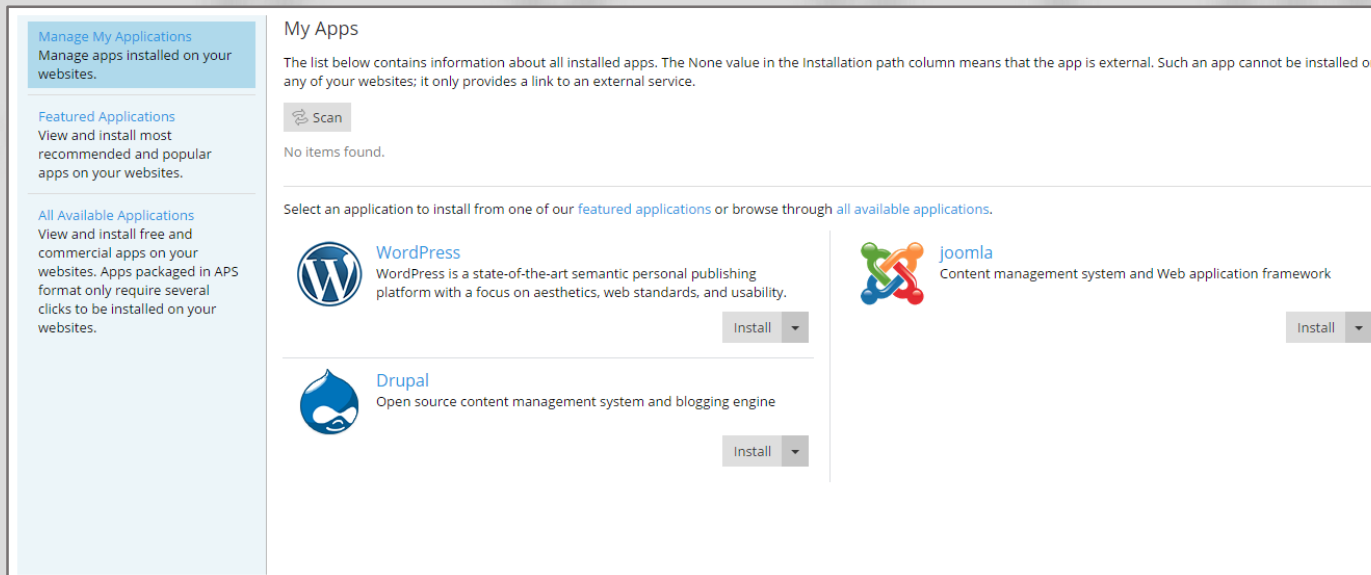 Manage My Applications
Manage apps installed on your
websites.
Featured Applications
View and install most
recommended and popular
apps on your websites.
All Available Applications
View and install free and
commercial apps on your
websites. Apps packaged in APS
format only require several
clicks to be installed on your
websites.
My Apps
The list below contains information about all installed apps. The None value in the Installation path column means that the app is external. Such an app cannot be installed
any of your websites; it only provides a link to an external service.
Scan
No items found.
Select an application to install from one of our featured applications or browse through all available applications.
WordPress
WordPress is a state-of-the-art semantic personal publishing
platform with a focus on aesthetics, web standards, and usability.
Install
joomla
Content management system and Web application framework
Install
Drupal
Open source content management system and blogging engine
Install